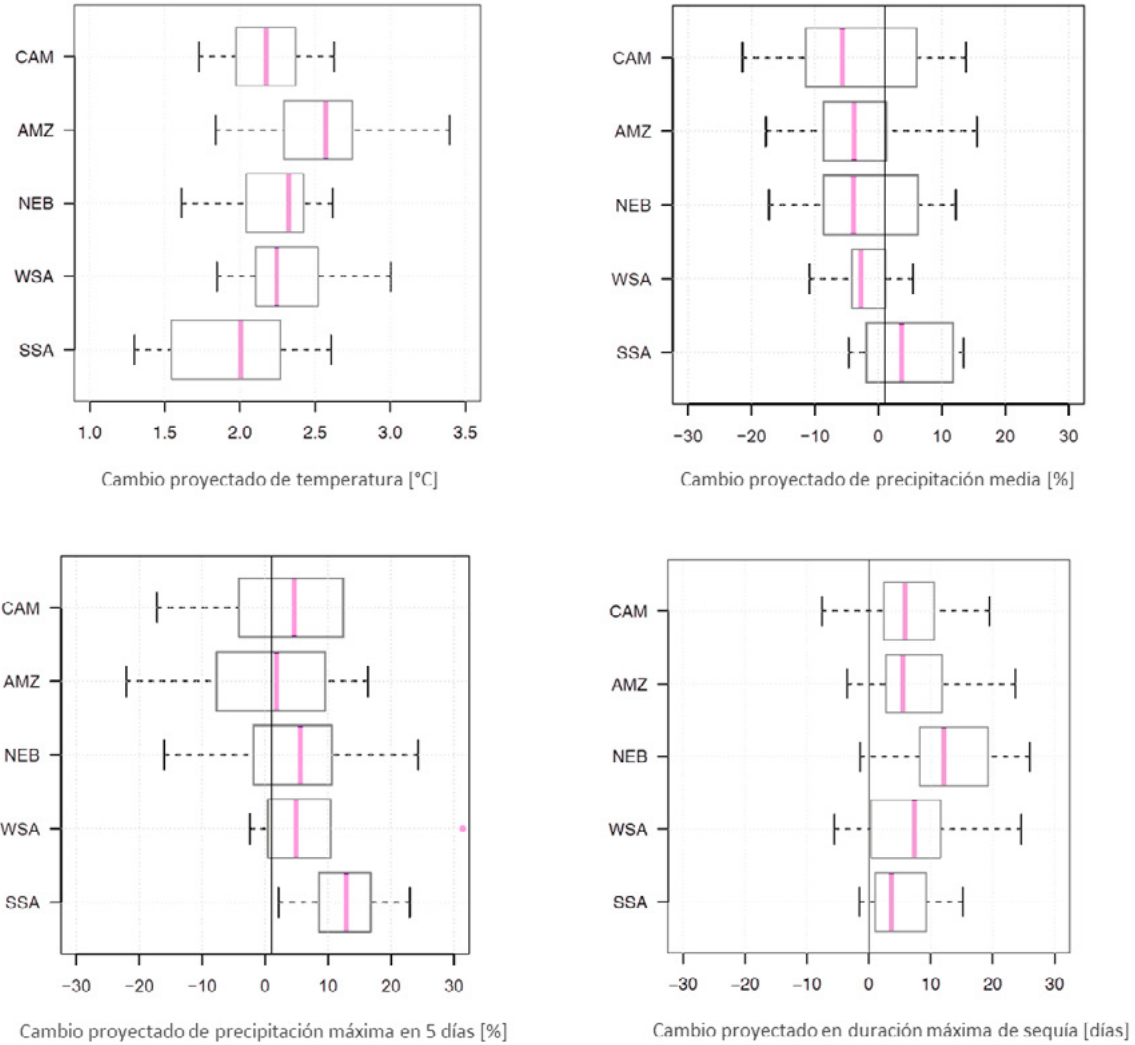 CAM
AMZ
NEB
WSA
SSA
1.0 1.5 2.0 2.5 3.0 3.5
Cambio proyectado de temperatura [°C]
CAM
AMZ
NEB
WSA
SSA
−30 −20 −10 0 10 20 30
Cambio proyectado de precipitación media [%]
CAM
AMZ
NEB
WSA
SSA
−30 −20 −10 0 10 20 30
Cambio proyectado de precipitación máxima en 5 días [%]
CAM
AMZ
NEB
WSA
SSA
−30 −20 −10 0 10 20 30
Cambio proyectado en duración máxima de sequía [días]